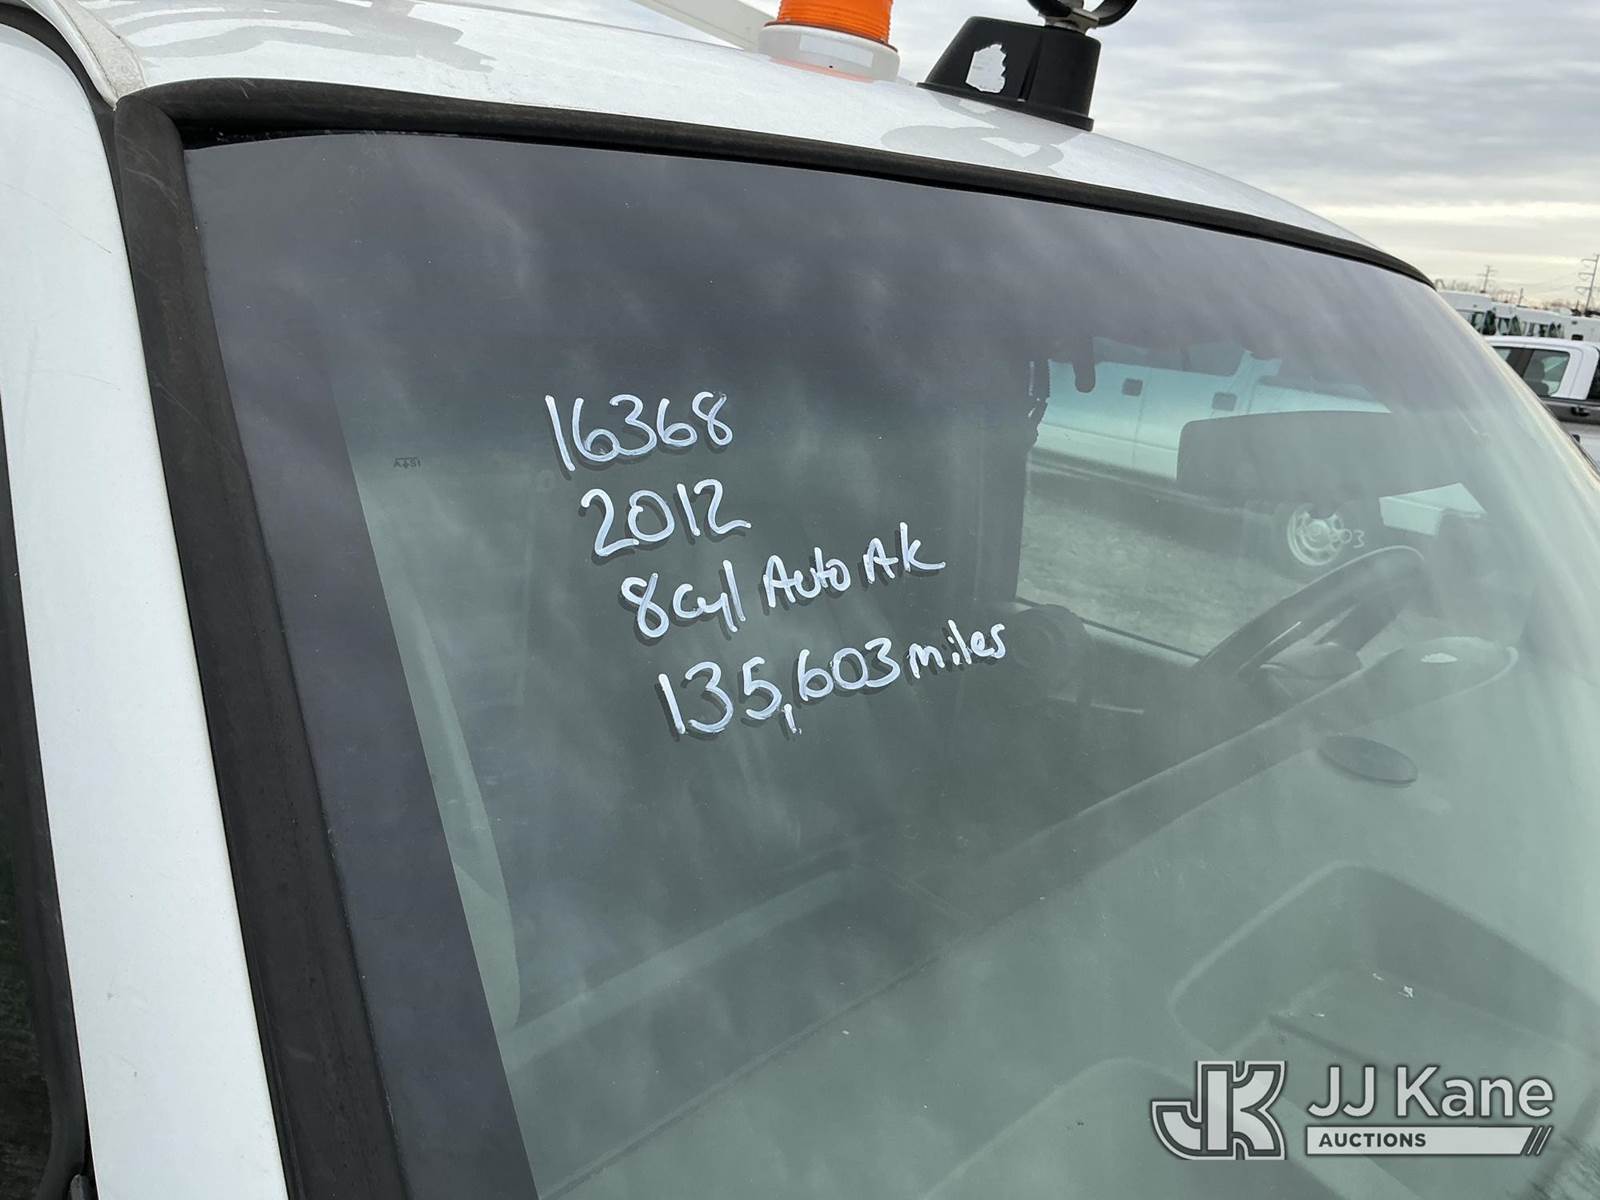 16368
2012
8cyl Auto AK
135,603 miles
JJ Kane
AUCTIONS